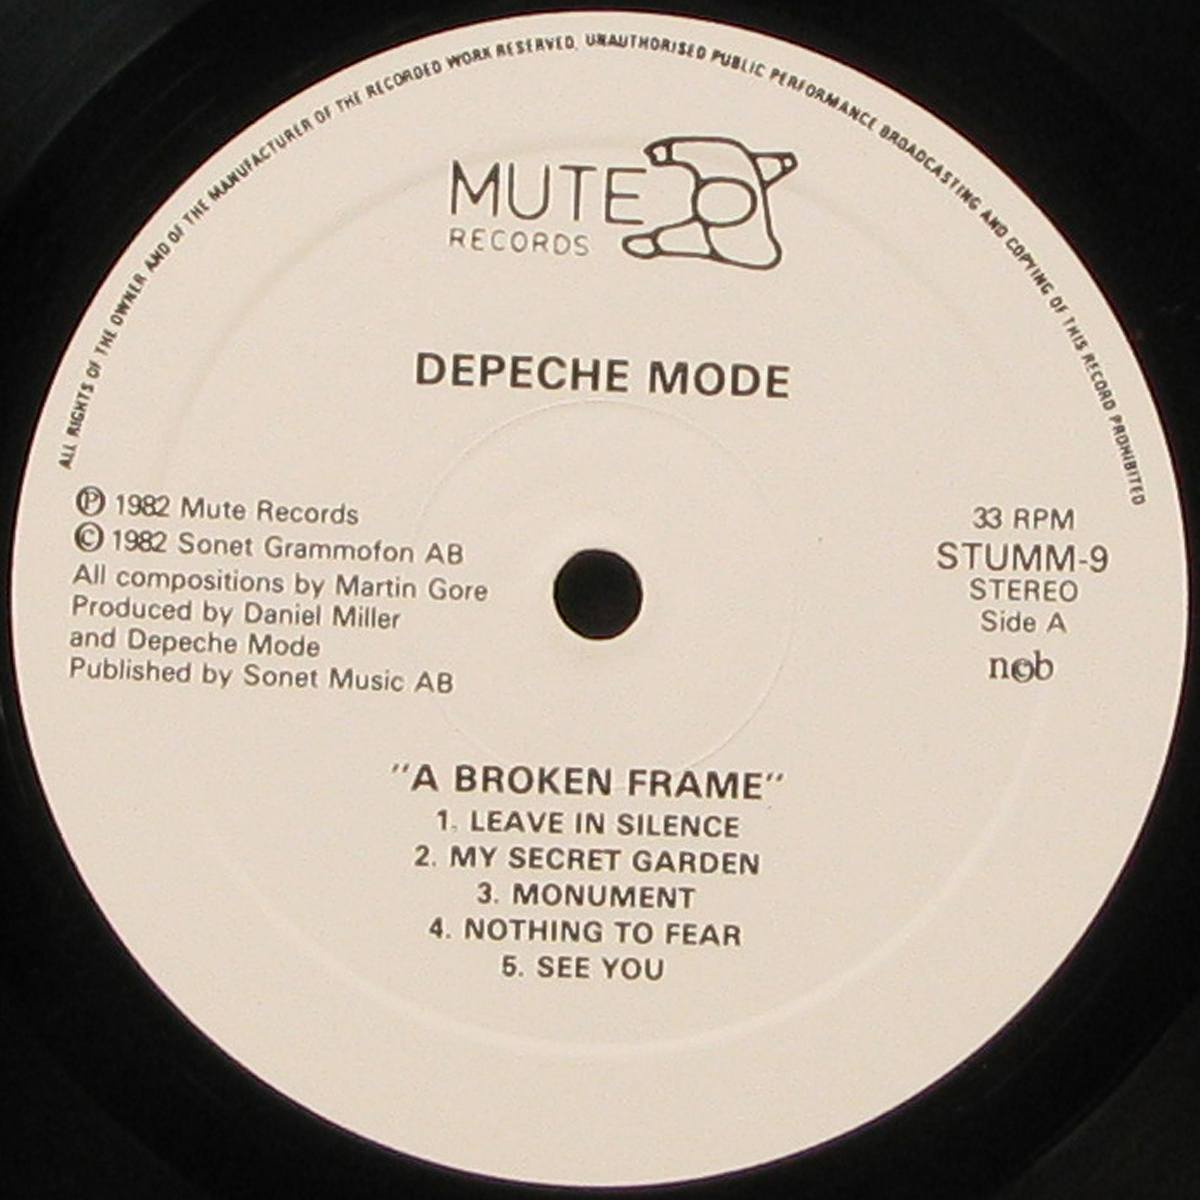 ALL RIGHTS OF THE OWNER AND OF THE MANUFACTURER OF THE RECORDED WORK RESERVED. UNAUTHORISED PUBLIC PERFORMANCE BROADCASTING AND COPYING OF THIS RECORD PROHIBITED
MUTE
RECORDS
DEPECHE MODE
Ⓟ 1982 Mute Records
© 1982 Sonet Grammofon AB
All compositions by Martin Gore
Produced by Daniel Miller
and Depeche Mode
Published by Sonet Music AB
33 RPM
STUMM-9
STEREO
Side A
ncb
"A BROKEN FRAME"
1. LEAVE IN SILENCE
2. MY SECRET GARDEN
3. MONUMENT
4. NOTHING TO FEAR
5. SEE YOU